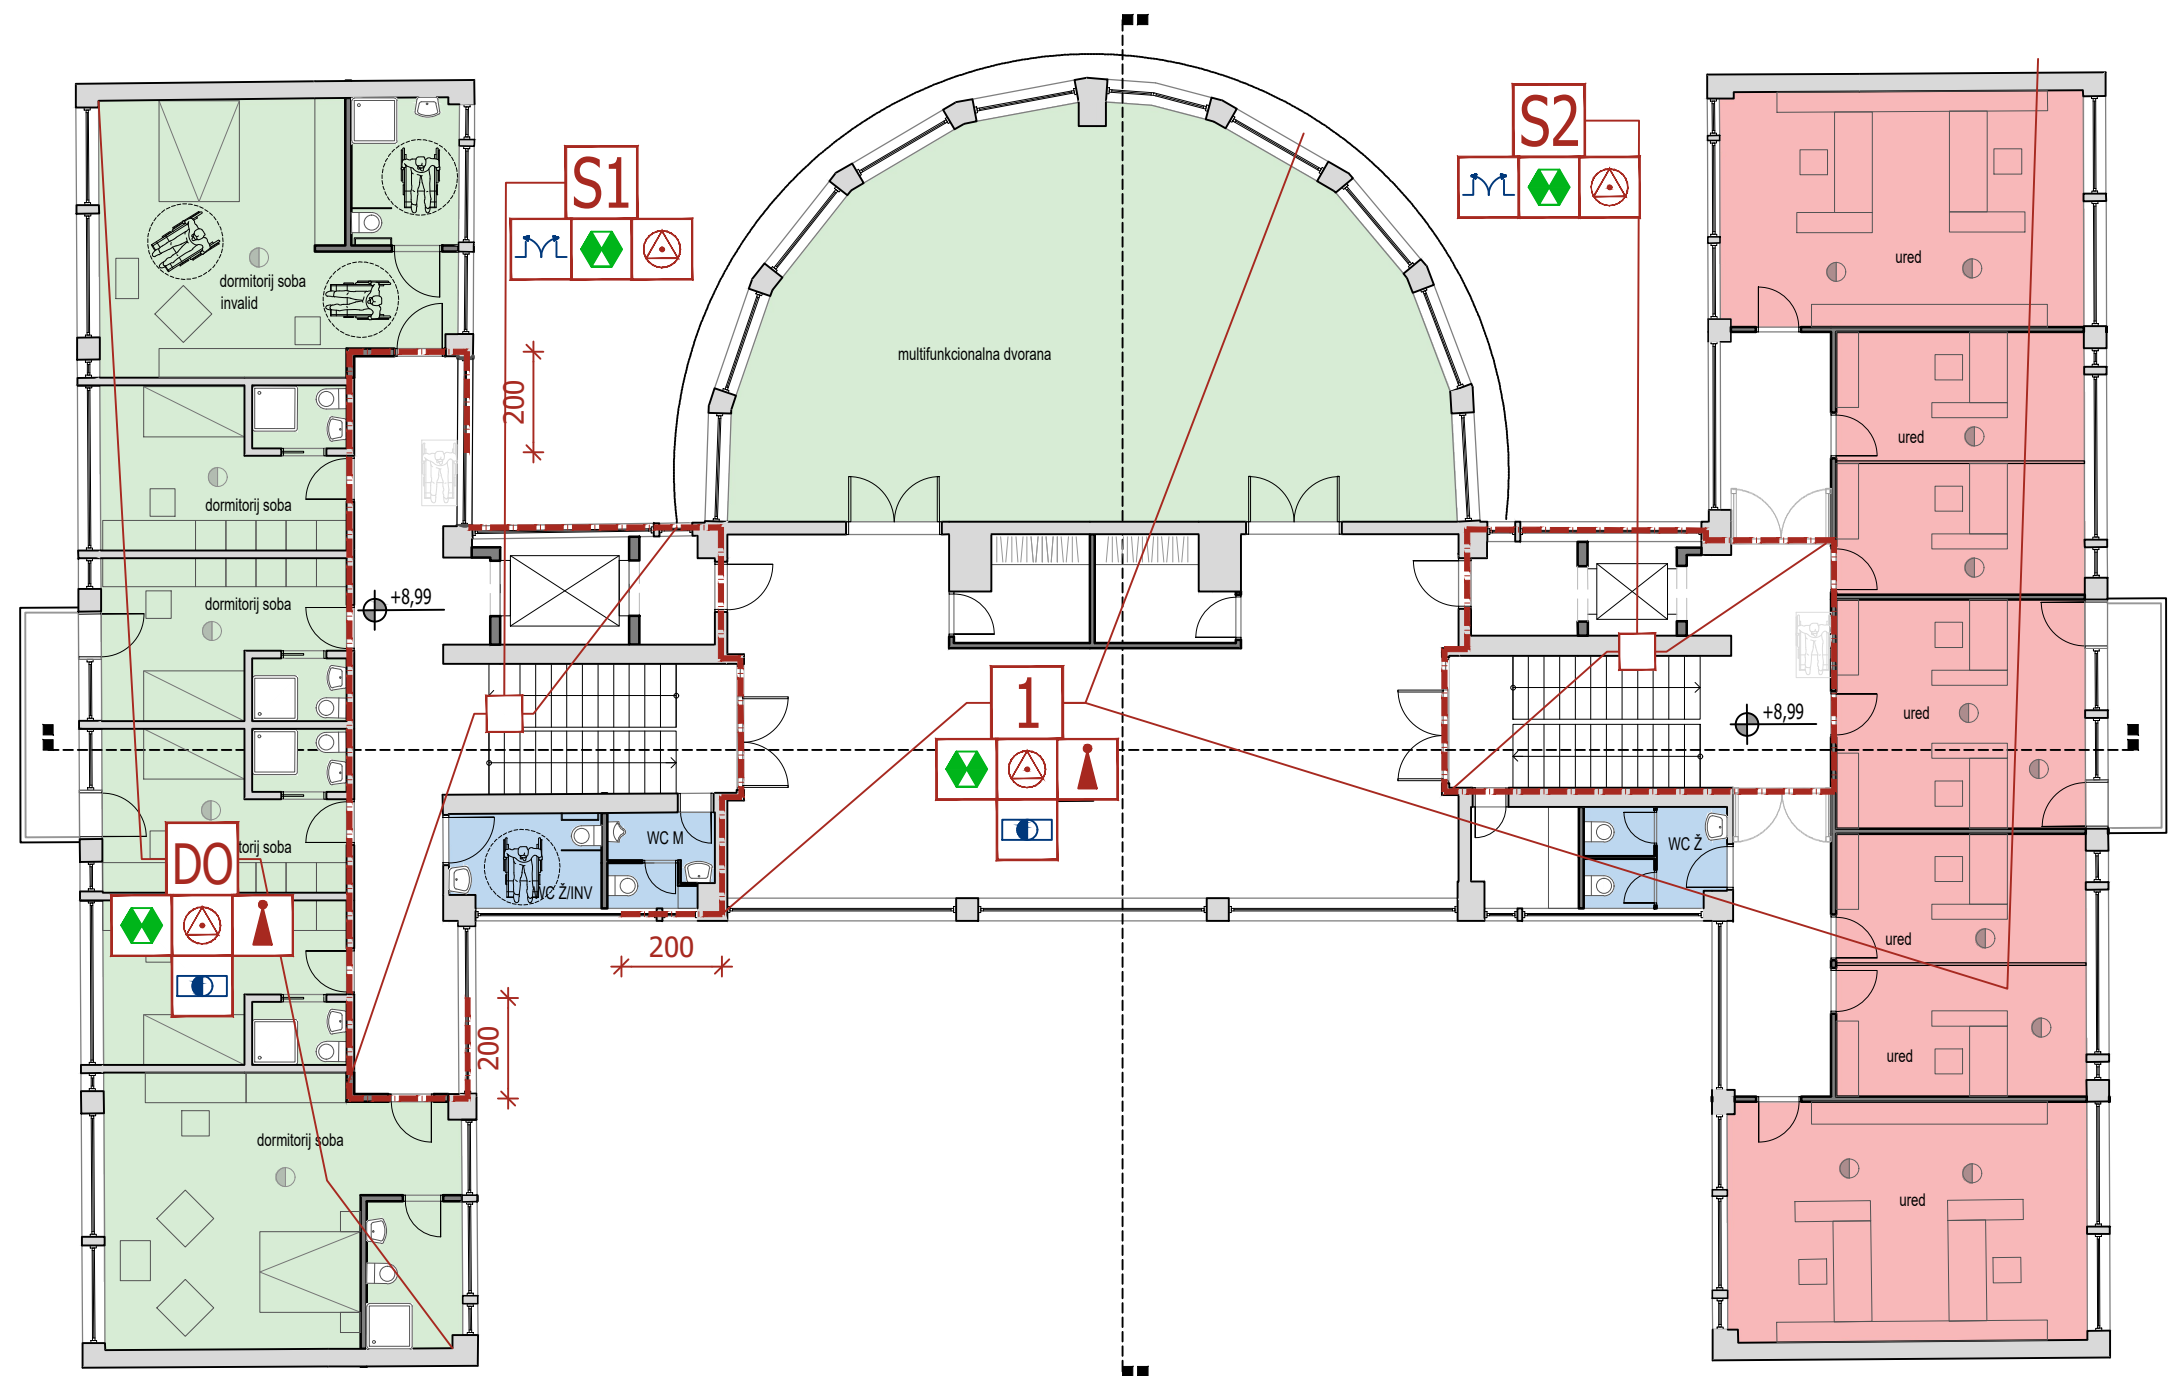 S2
S1
ured
dormitorij soba
invalid
multifunkcionalna dvorana
200
ured
dormitorij soba
+8,99
dormitorij soba
1
ured
+8,99
WC M
WC Ž
DO
torij soba
WC Ž/INV
200
ured
200
ured
dormitorij soba
ured